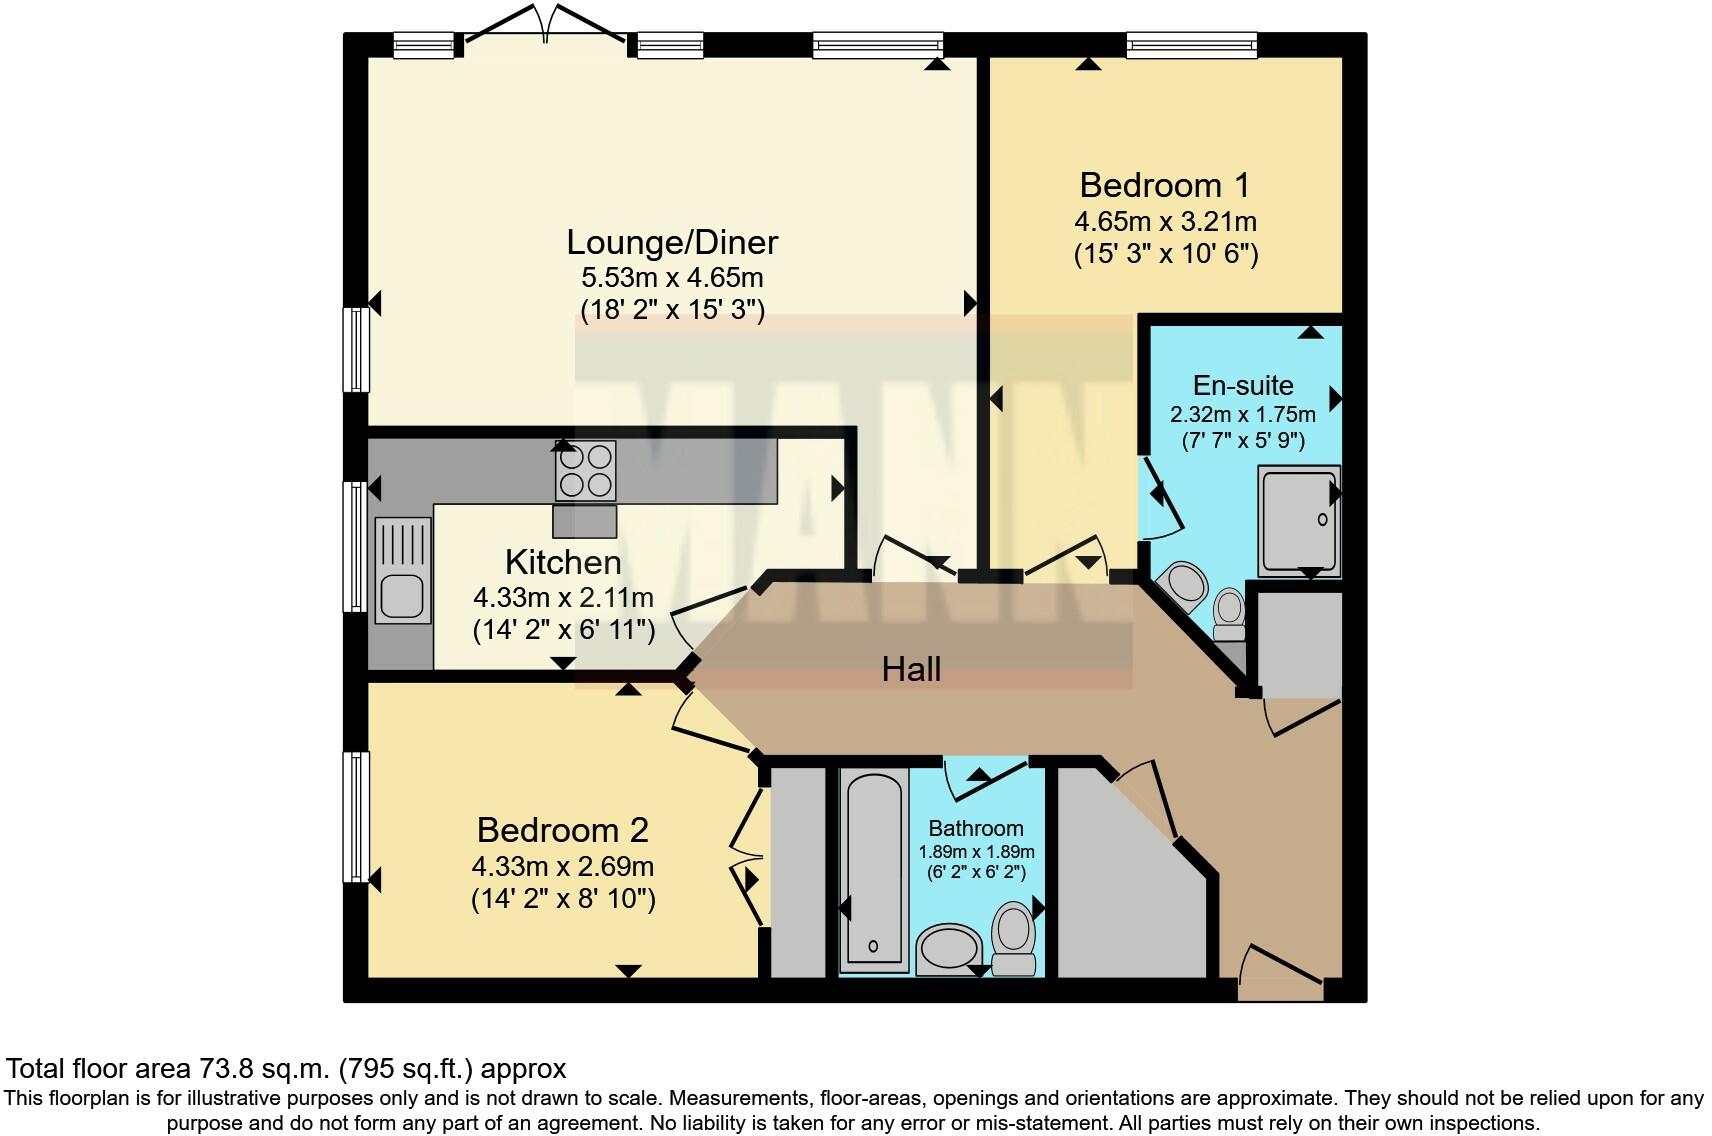 Lounge/Diner
5.53m x 4.65m
(18' 2" x 15' 3")
Bedroom 1
4.65m x 3.21m
(15' 3" x 10' 6")
En-suite
2.32m x 1.75m
(7' 7" x 5' 9")
MANN
Kitchen
4.33m x 2.11m
(14' 2" x 6' 11")
Hall
Bedroom 2
4.33m x 2.69m
(14' 2" x 8' 10")
Bathroom
1.89m x 1.89m
(6' 2" x 6' 2")
Total floor area 73.8 sq.m. (795 sq.ft.) approx
This floorplan is for illustrative purposes only and is not drawn to scale. Measurements, floor-areas, openings and orientations are approximate. They should not be relied upon for any
purpose and do not form any part of an agreement. No liability is taken for any error or mis-statement. All parties must rely on their own inspections.